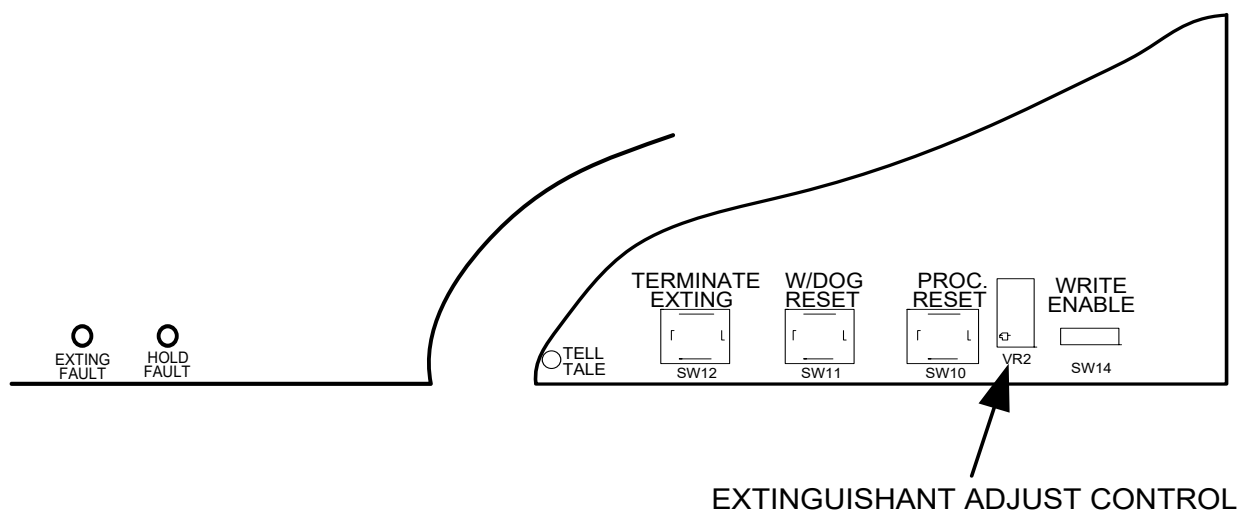 EXTING
FAULT
HOLD
FAULT
TELL
TALE
TERMINATE
EXTING
SW12
W/DOG
RESET
SW11
PROC.
RESET
SW10
VR2
WRITE
ENABLE
SW14
EXTINGUISHANT ADJUST CONTROL